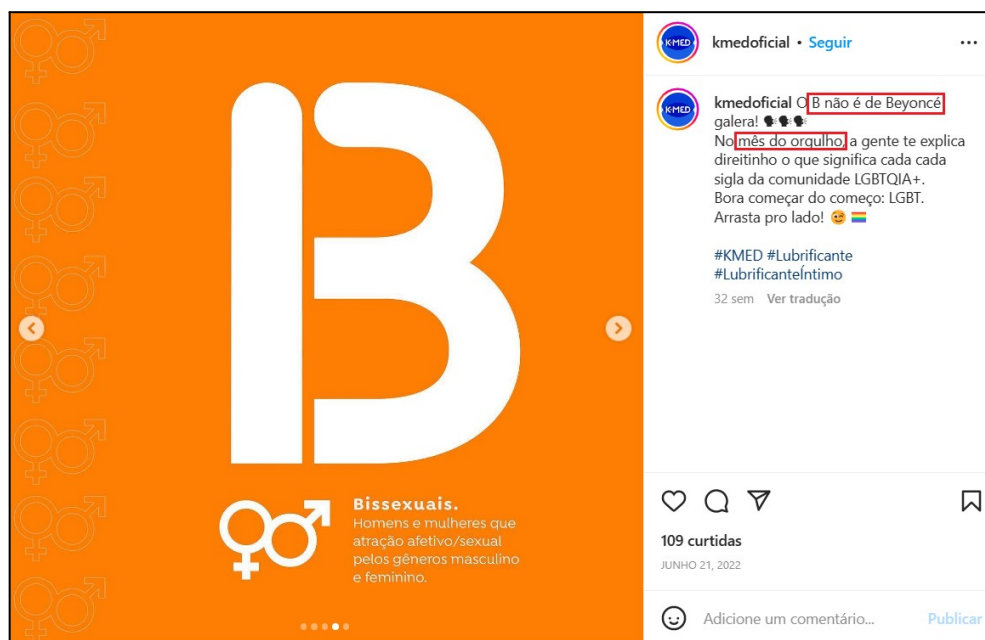 B
Bissexuais.
Homens e mulheres que
atração afetivo/sexual
pelos gêneros masculino
e feminino.
K-MED
kmedoficial • Seguir
K-MED
kmedoficial O B não é de Beyoncé
galera! 🗣🗣🗣
No mês do orgulho, a gente te explica
direitinho o que significa cada cada
sigla da comunidade LGBTQIA+.
Bora começar do começo: LGBT.
Arrasta pro lado! 😉 🏳️‍🌈
#KMED #Lubrificante
#LubrificanteÍntimo
32 sem Ver tradução
109 curtidas
JUNHO 21, 2022
Adicione um comentário... Publicar